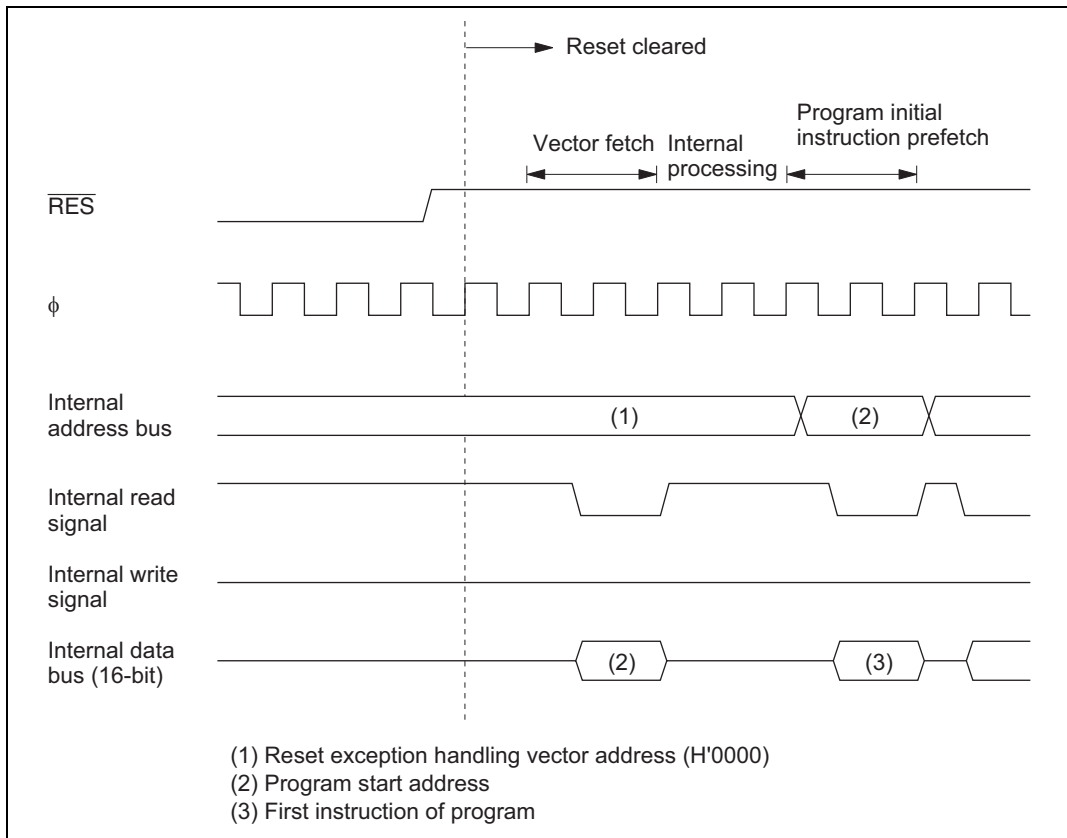 Reset cleared
Program initial
instruction prefetch
Vector fetch
Internal
processing
RES
ϕ
Internal
address bus
(1)
(2)
Internal read
signal
Internal write
signal
Internal data
bus (16-bit)
(2)
(3)
(1) Reset exception handling vector address (H'0000)
(2) Program start address
(3) First instruction of program